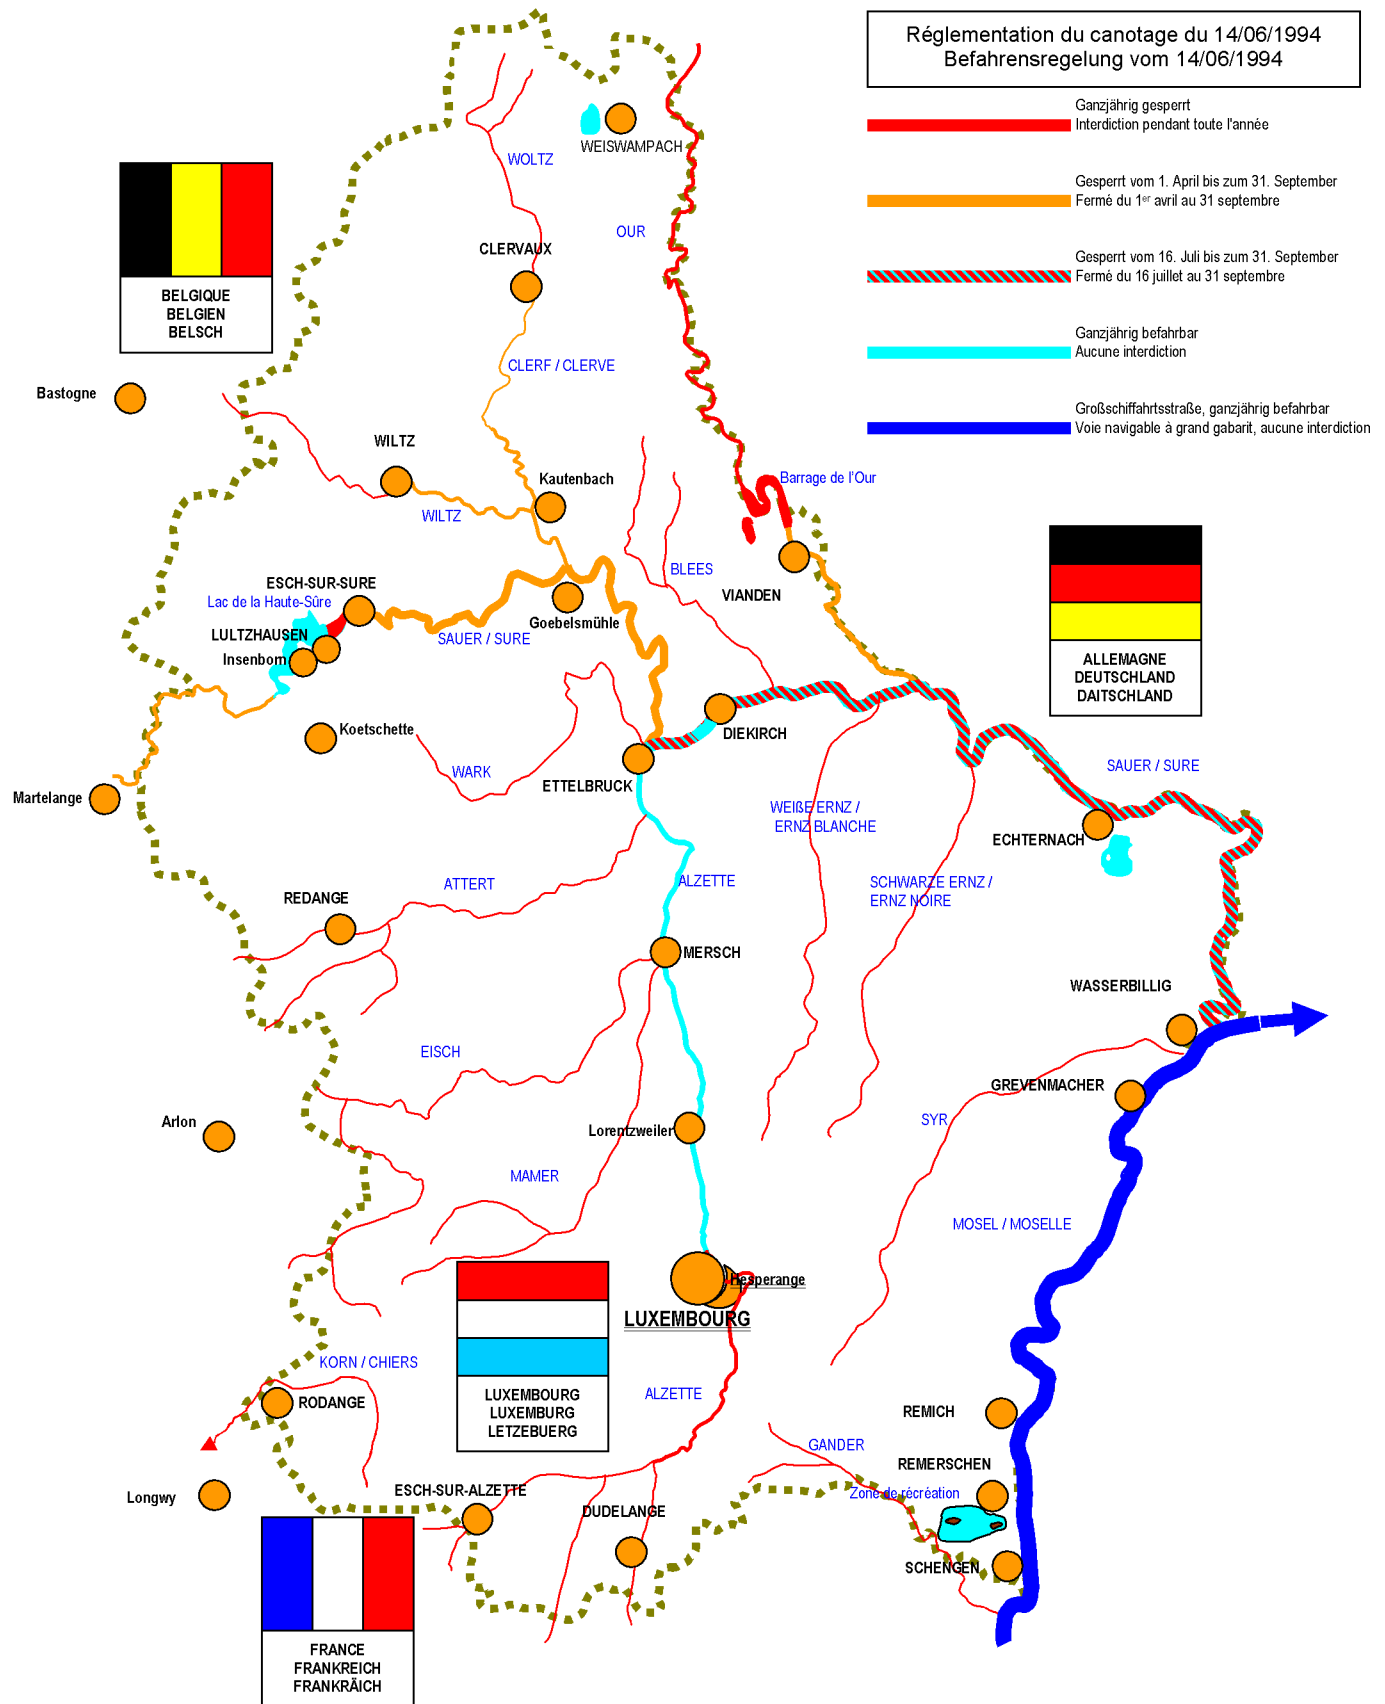 Réglementation du canotage du 14/06/1994
Befahrensregelung vom 14/06/1994
Ganzjährig gesperrt
Interdiction pendant toute l'année
Gesperrt vom 1. April bis zum 31. September
Fermé du 1er avril au 31 septembre
Gesperrt vom 16. Juli bis zum 31. September
Fermé du 16 juillet au 31 septembre
Ganzjährig befahrbar
Aucune interdiction
Großschiffahrtsstraße, ganzjährig befahrbar
Voie navigable à grand gabarit, aucune interdiction
WEISWAMPACH
WOLTZ
OUR
CLERVAUX
BELGIQUE
BELGIEN
BELSCH
CLERF / CLERVE
Bastogne
WILTZ
Kautenbach
Barrage de l'Our
WILTZ
BLEES
VIANDEN
ESCH-SUR-SURE
Lac de la Haute-Sûre
LULTZHAUSEN
Insenborn
SAUER / SURE
Goebelsmühle
ALLEMAGNE
DEUTSCHLAND
DAITSCHLAND
Koetschette
DIEKIRCH
WARK
ETTELBRUCK
SAUER / SURE
Martelange
WEIßE ERNZ /
ERNZ BLANCHE
ECHTERNACH
ATTERT
ALZETTE
SCHWARZE ERNZ /
ERNZ NOIRE
REDANGE
MERSCH
WASSERBILLIG
EISCH
GREVENMACHER
Arlon
Lorentzweiler
SYR
MAMER
MOSEL / MOSELLE
Hesperange
LUXEMBOURG
KORN / CHIERS
RODANGE
LUXEMBOURG
LUXEMBURG
LETZEBUERG
ALZETTE
REMICH
GANDER
REMERSCHEN
Zone de récréation
Longwy
ESCH-SUR-ALZETTE
DUDELANGE
SCHENGEN
FRANCE
FRANKREICH
FRANKRÄICH